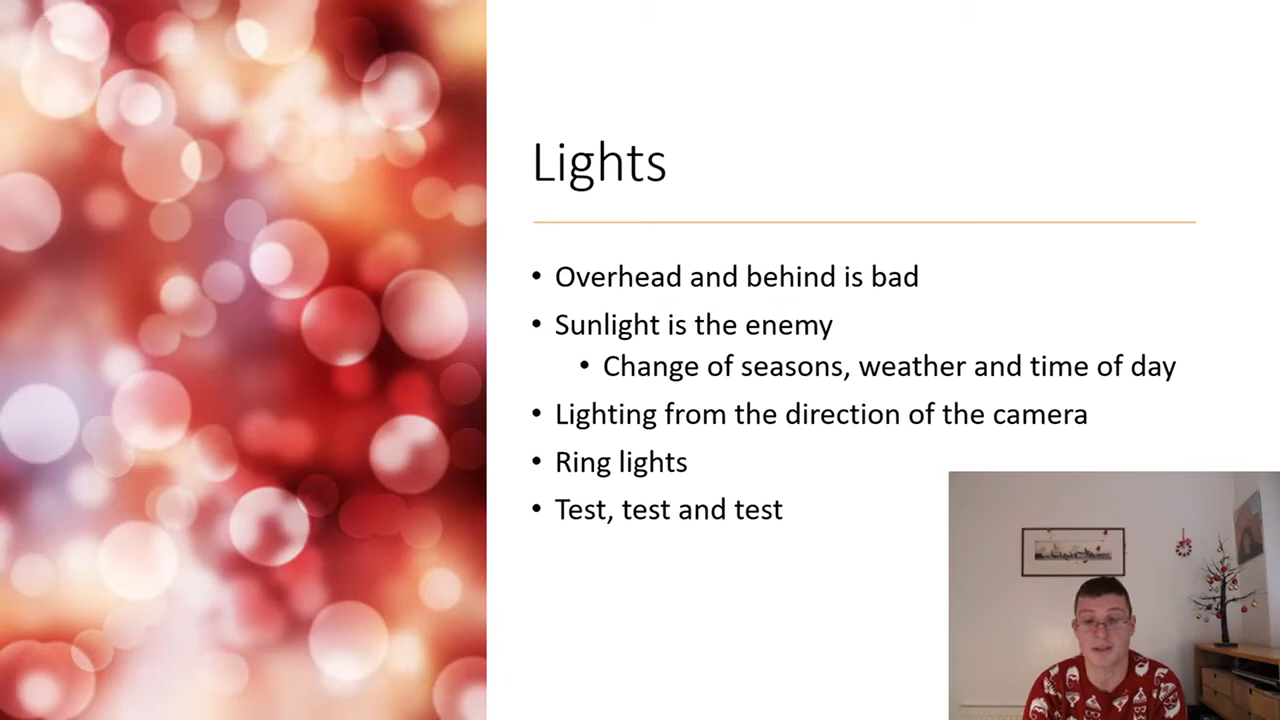 Lights
• Overhead and behind is bad
• Sunlight is the enemy
• Change of seasons, weather and time of day
• Lighting from the direction of the camera
• Ring lights
• Test, test and test